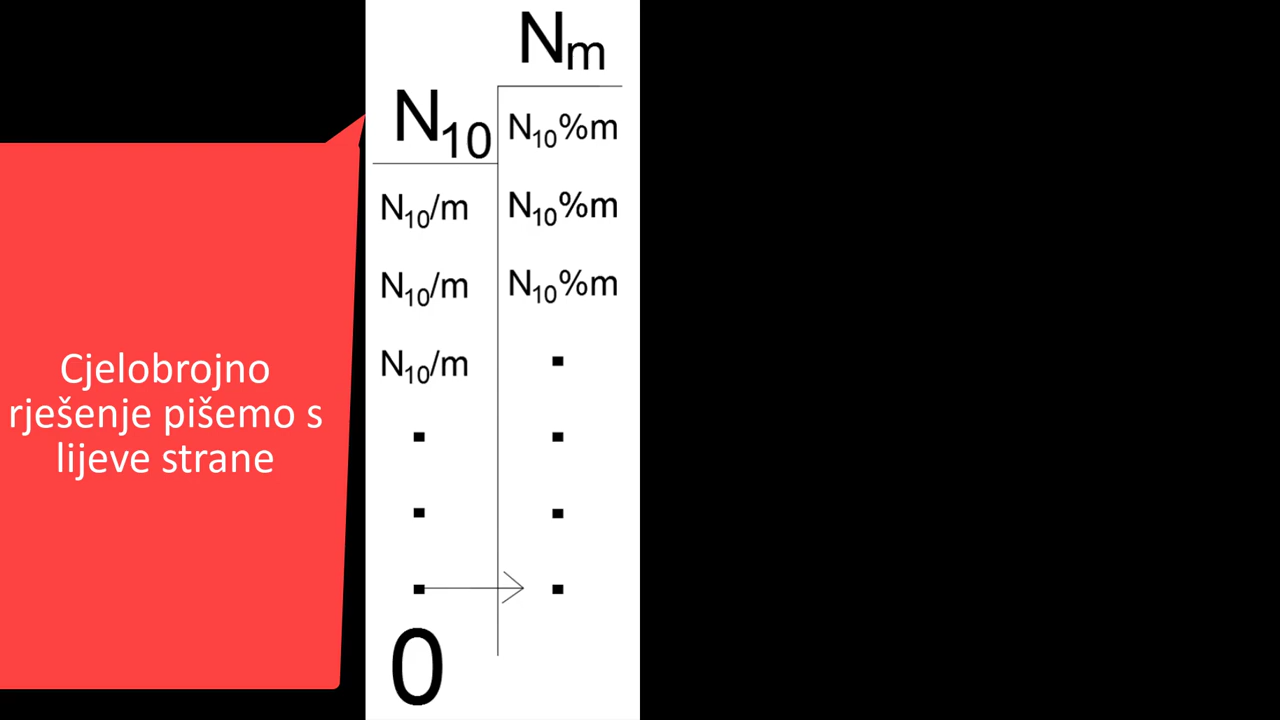 Cjelobrojno
rješenje pišemo s
lijeve strane
Nm
N10
N10%m
N10/m
N10%m
N10/m
N10%m
N10/m
0